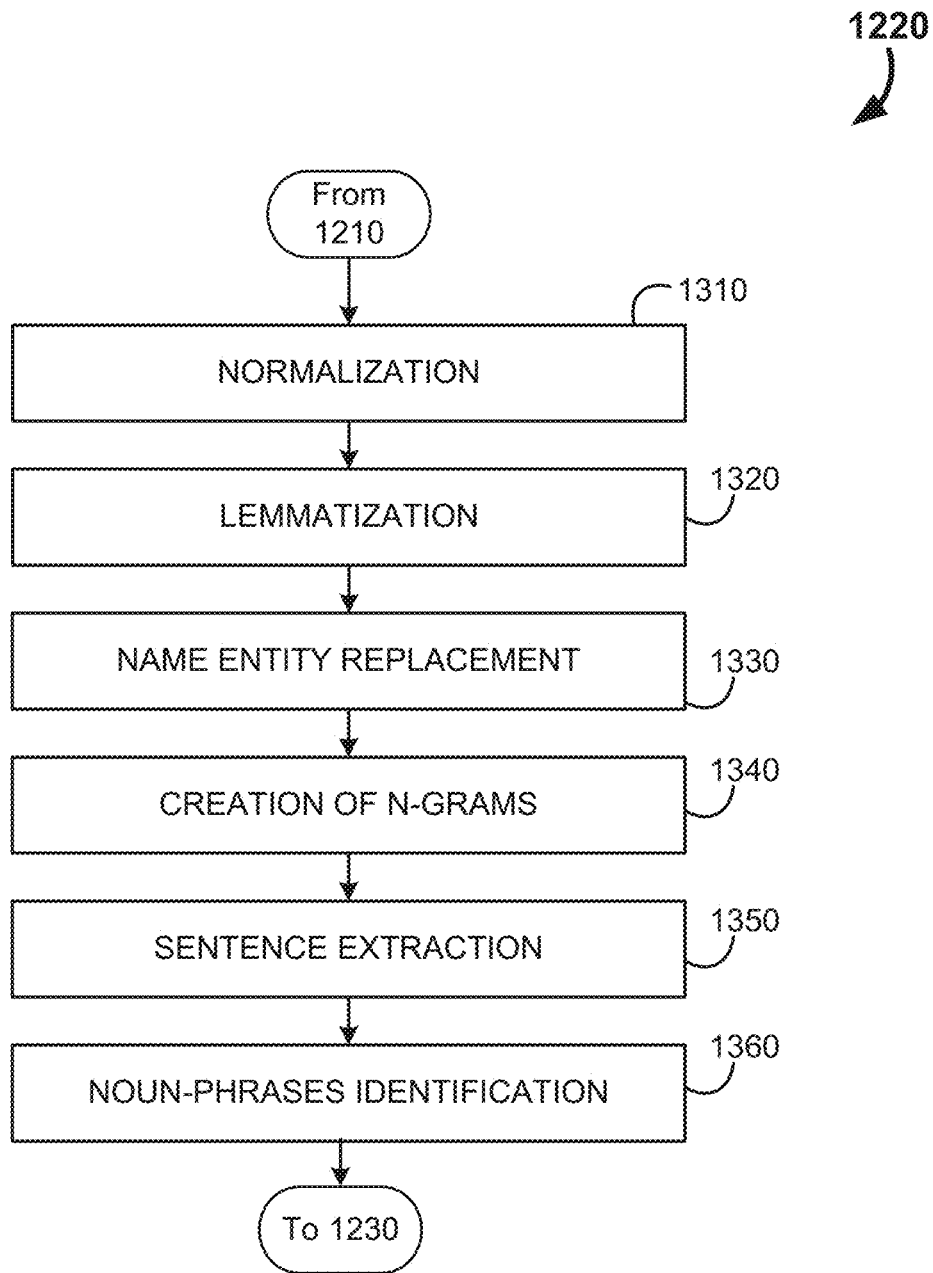 1220
From
1210
1310
NORMALIZATION
1320
LEMMATIZATION
NAME ENTITY REPLACEMENT
1330
1340
CREATION OF N-GRAMS
1350
SENTENCE EXTRACTION
1360
NOUN-PHRASES IDENTIFICATION
To 1230